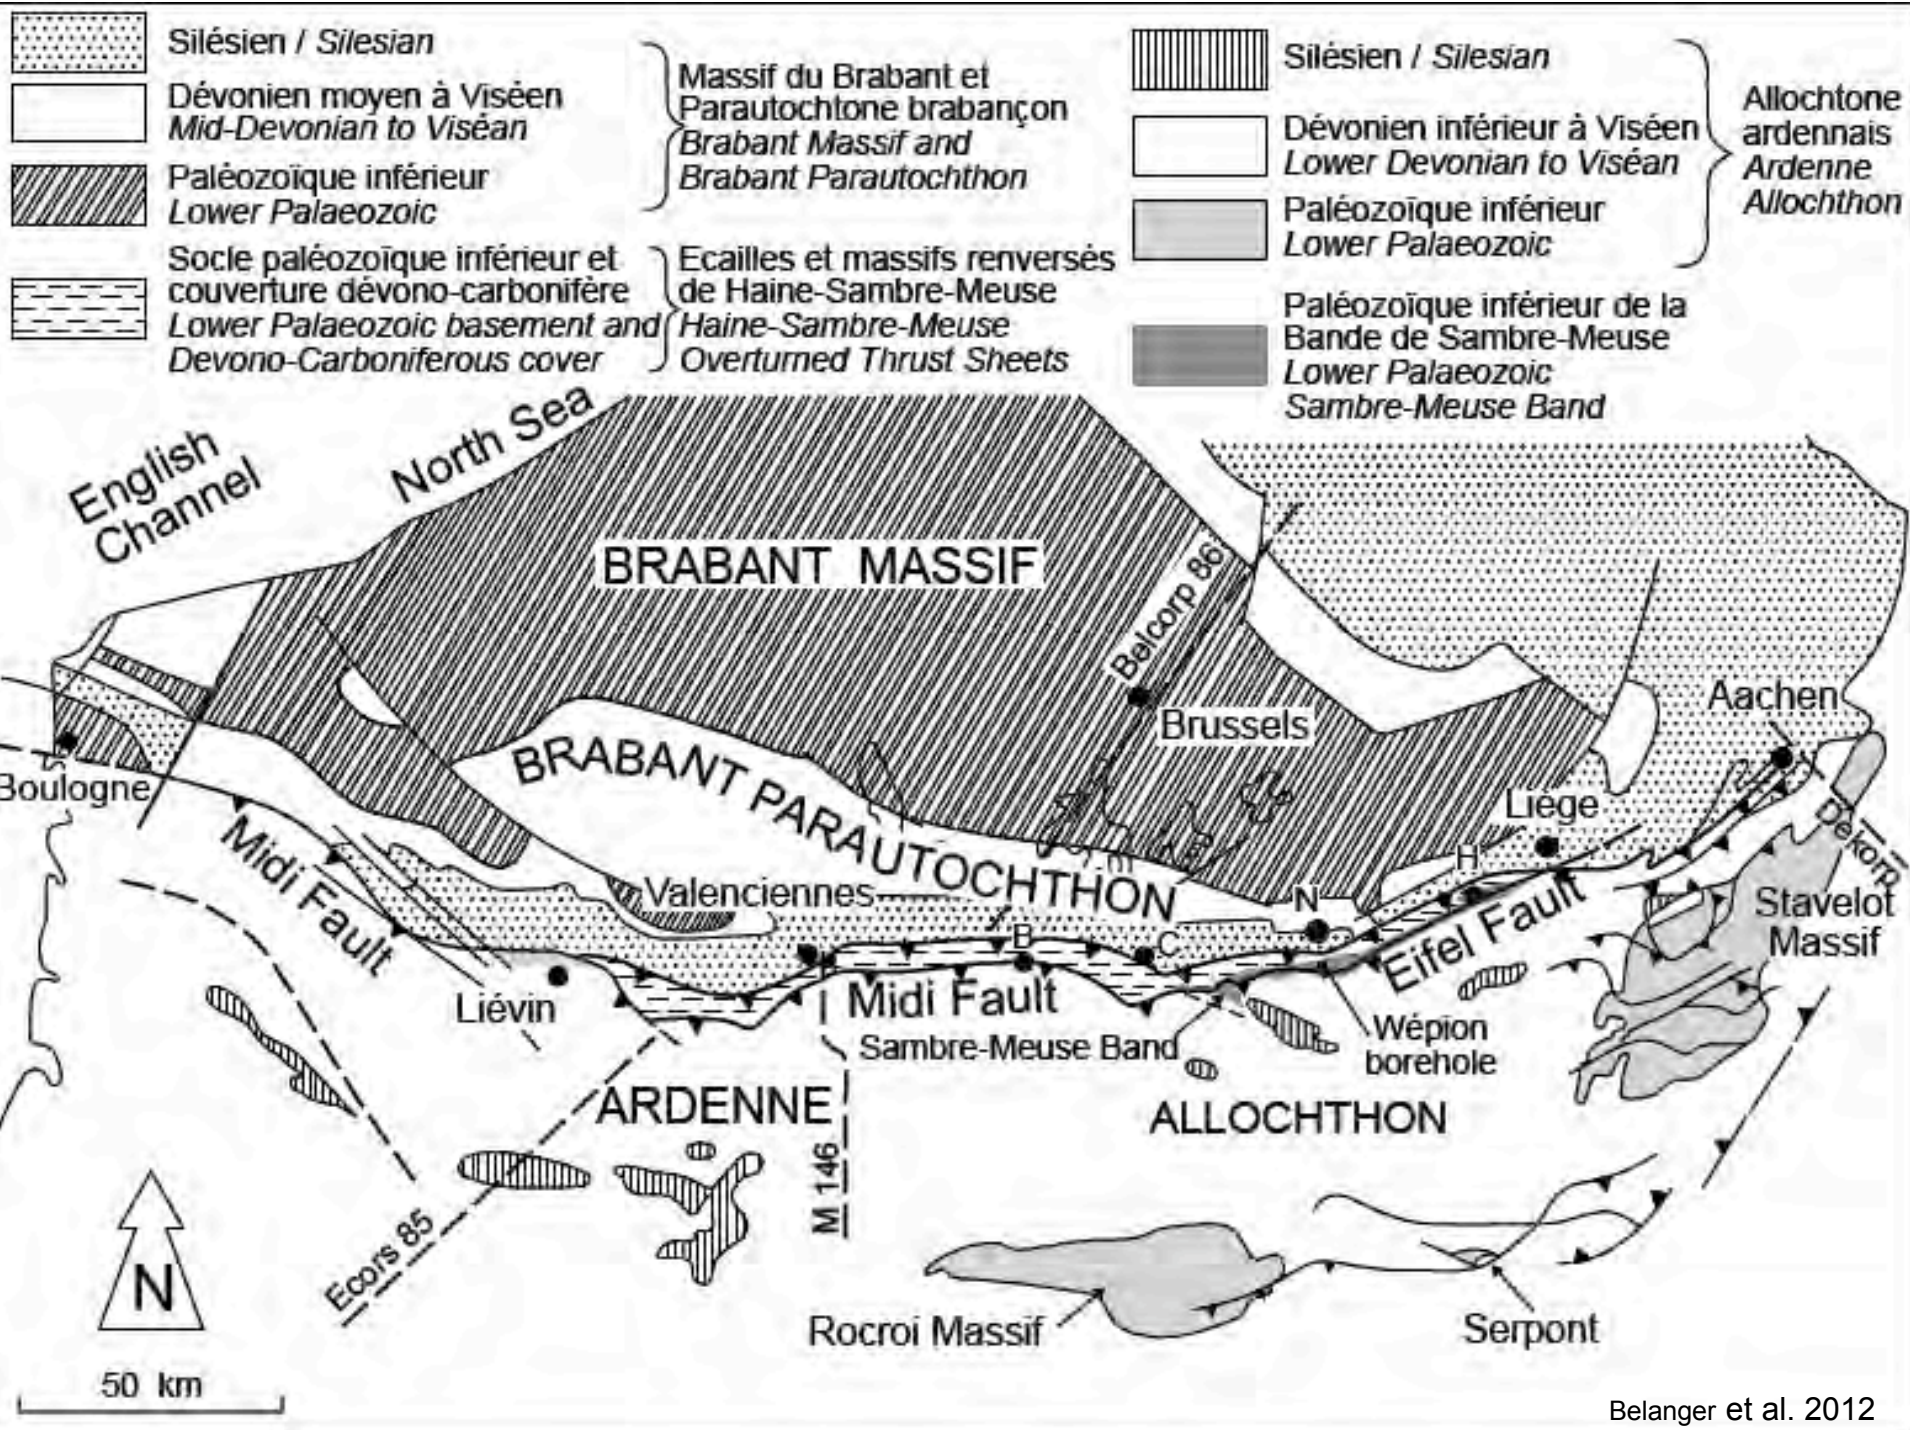 Silésien / Silesian
Dévonien moyen à Viséen
Mid-Devonian to Viséan
Paléozoïque inférieur
Lower Palaeozoic
Massif du Brabant et
Parautochtone brabançon
Brabant Massif and
Brabant Parautochthon
Socle paléozoïque inférieur et
couverture dévono-carbonifère
Lower Palaeozoic basement and
Devono-Carboniferous cover
Ecailles et massifs renversés
de Haine-Sambre-Meuse
Haine-Sambre-Meuse
Overturned Thrust Sheets
Silésien / Silesian
Dévonien inférieur à Viséen
Lower Devonian to Viséan
Paléozoïque inférieur
Lower Palaeozoic
Allochtone
ardennais
Ardenne
Allochthon
Paléozoïque inférieur de la
Bande de Sambre-Meuse
Lower Palaeozoic
Sambre-Meuse Band
English
Channel
North Sea
BRABANT MASSIF
Belcorp 86
Brussels
Aachen
BRABANT PARAUTOCHTHON
Boulogne
Liège
Dekorp
Midi Fault
Valenciennes
H
N
Eifel Fault
Stavelot
Massif
B
C
Liévin
Midi Fault
Sambre-Meuse Band
Wépion
borehole
ARDENNE
ALLOCHTHON
M 146
Ecors 85
N
Rocroi Massif
Serpont
50 km
Belanger et al. 2012